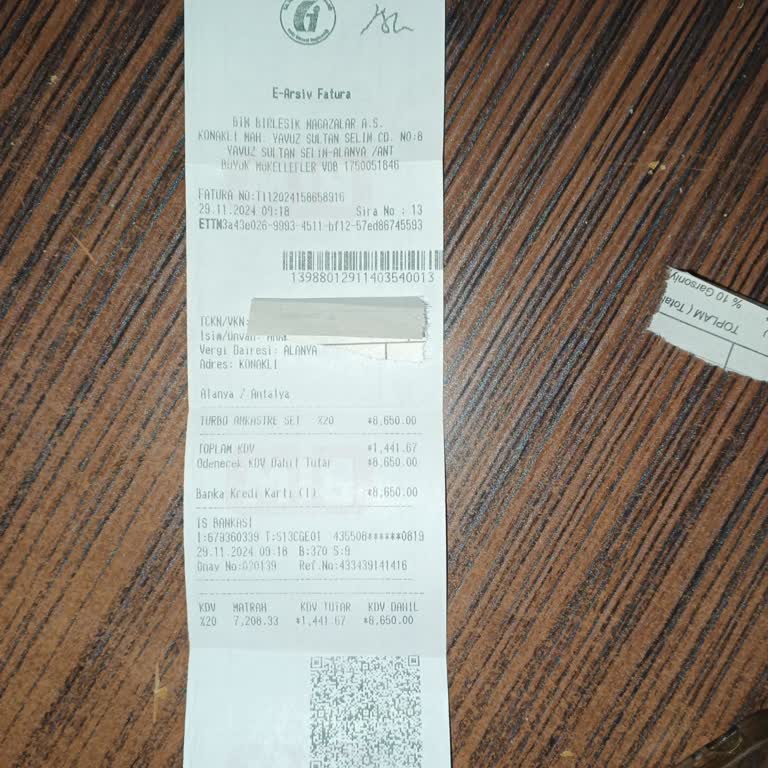 E-Arsiv Fatura
BIM BIRLESIK MAGAZALAR A.S.
KONAKLI MAH. YAVUZ SULTAN SELIM CD. NO:8
YAVUZ SULTAN SELIM-ALANYA /ANT
BUYUK MUKELLEFLER VDB 1750051846
FATURA NO:T112024158658916
29.11.2024 09:18 Sira No : 13
ETTN3a43e026-9993-4511-bf12-57ed86745593
13988012911403540013
TCKN/VKN:
Isim/Unvan:
Vergi Dairesi: ALANYA
Adres: KONAKLI
Alanya / Antalya
TURBO ANKASTRE SET %20 *8,650.00
TOPLAM KDV *1,441.67
Odenecek KDV Dahil Tutar *8,650.00
Banka Kredi Karti (1) *8,650.00
IS BANKASI
I:679360339 T:S13CGE01 435508******0819
29.11.2024 09:18 B:370 S:9
Onay No:020139 Ref.No:433439141416
KDV MATRAH KDV TUTAR KDV DAHIL
%20 7,208.33 *1,441.67 *8,650.00
% 10 Garsoniy
TOPLAM ( Total